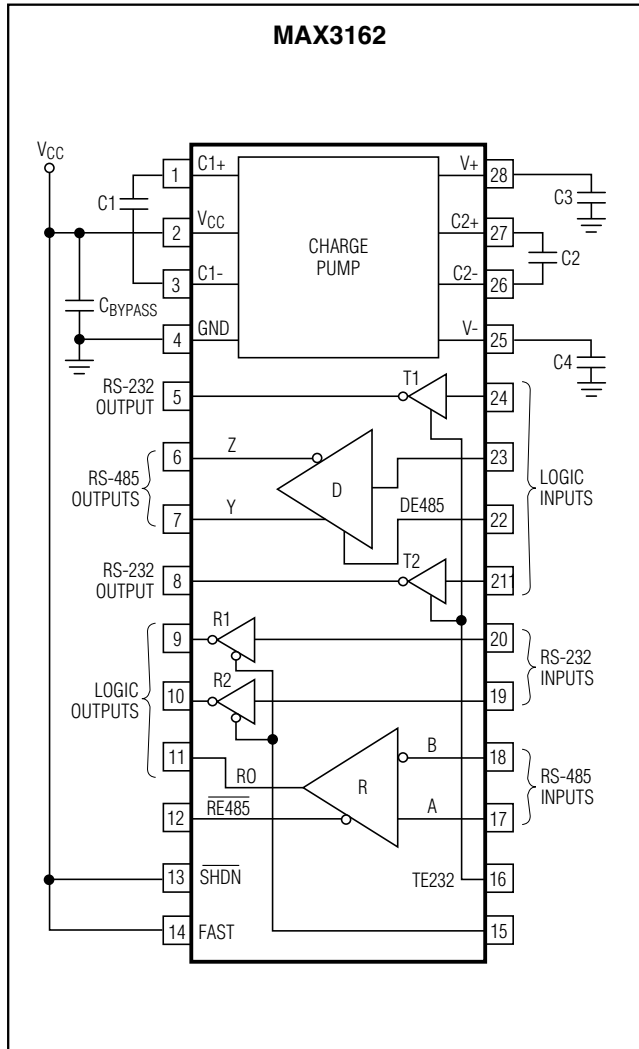 MAX3162
VCC
C1
CBYPASS
1
C1+
2
VCC
3
C1-
4
GND
CHARGE
PUMP
V+
28
C3
C2+
27
C2
C2-
26
V-
25
C4
RS-232
OUTPUT
5
T1
24
RS-485
OUTPUTS
6
Z
7
Y
D
23
DE485
22
LOGIC
INPUTS
RS-232
OUTPUT
8
T2
211
LOGIC
OUTPUTS
9
R1
20
10
R2
19
RS-232
INPUTS
11
RO
R
B
18
A
17
RS-485
INPUTS
12
RE485
13
SHDN
TE232
16
14
FAST
15